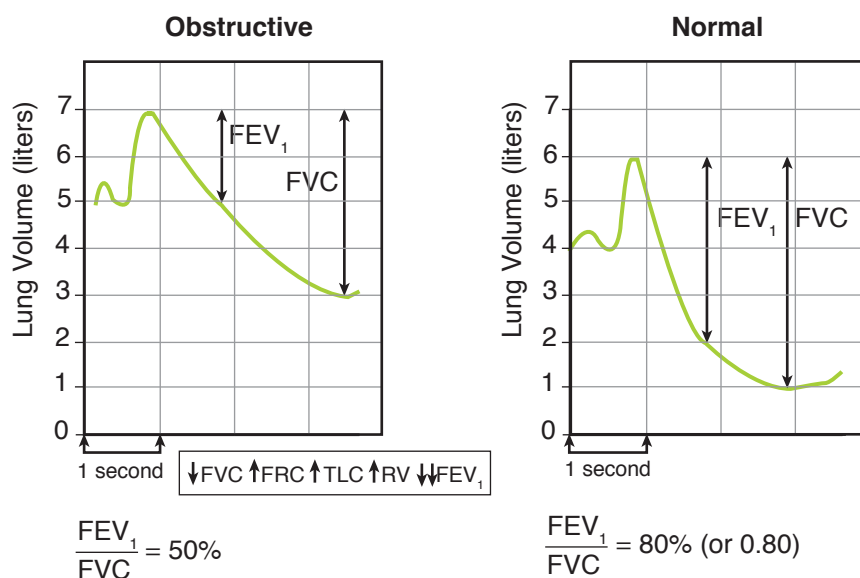 Obstructive
Lung Volume (liters)
7
6
5
4
3
2
1
0
FEV₁
FVC
1 second
↓FVC ↑FRC ↑TLC ↑RV ↓↓FEV₁
FEV₁
FVC
= 50%
Normal
Lung Volume (liters)
7
6
5
4
3
2
1
0
FEV₁
FVC
1 second
FEV₁
FVC
= 80% (or 0.80)